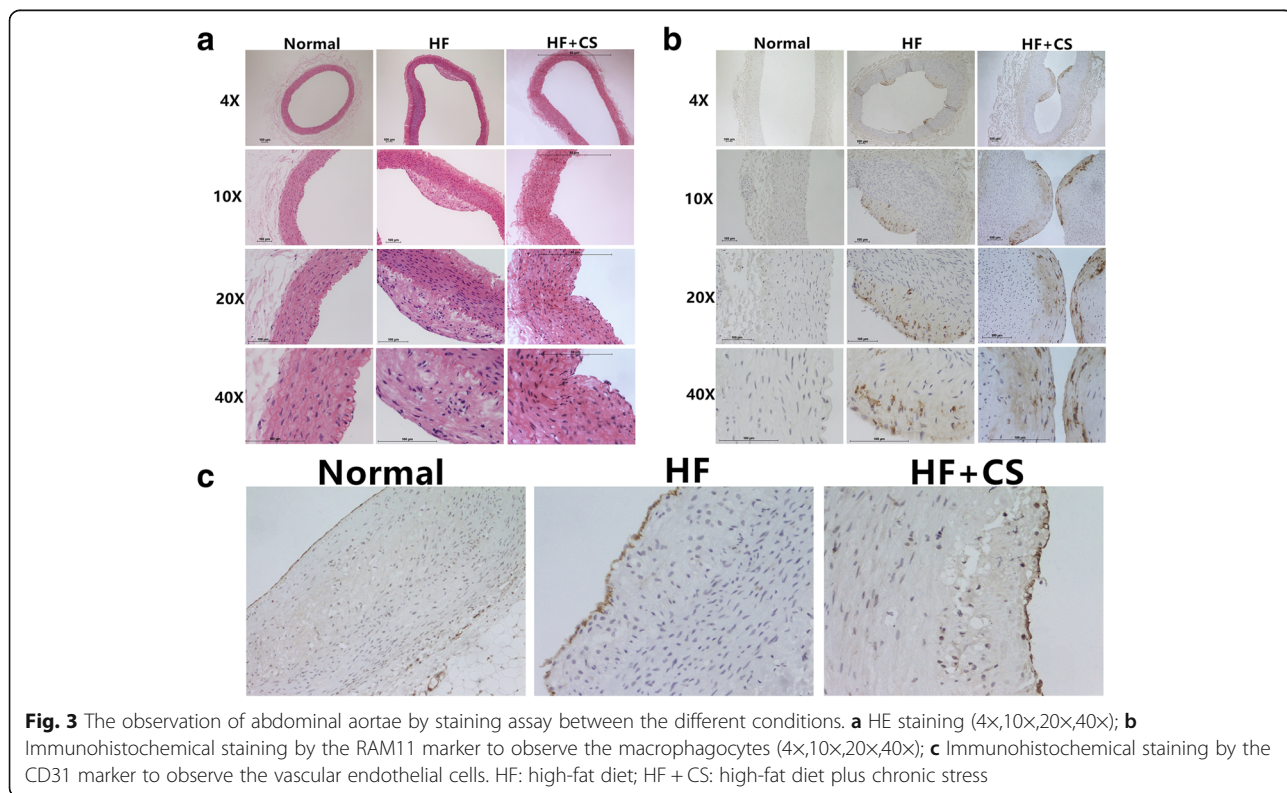 a
b
Normal HF HF+CS
Normal HF HF+CS
4X
4X
10X
10X
20X
20X
40X
40X
c
Normal HF HF+CS
Fig. 3 The observation of abdominal aortae by staining assay between the different conditions. a HE staining (4×,10×,20×,40×); b
Immunohistochemical staining by the RAM11 marker to observe the macrophagocytes (4×,10×,20×,40×); c Immunohistochemical staining by the
CD31 marker to observe the vascular endothelial cells. HF: high-fat diet; HF + CS: high-fat diet plus chronic stress